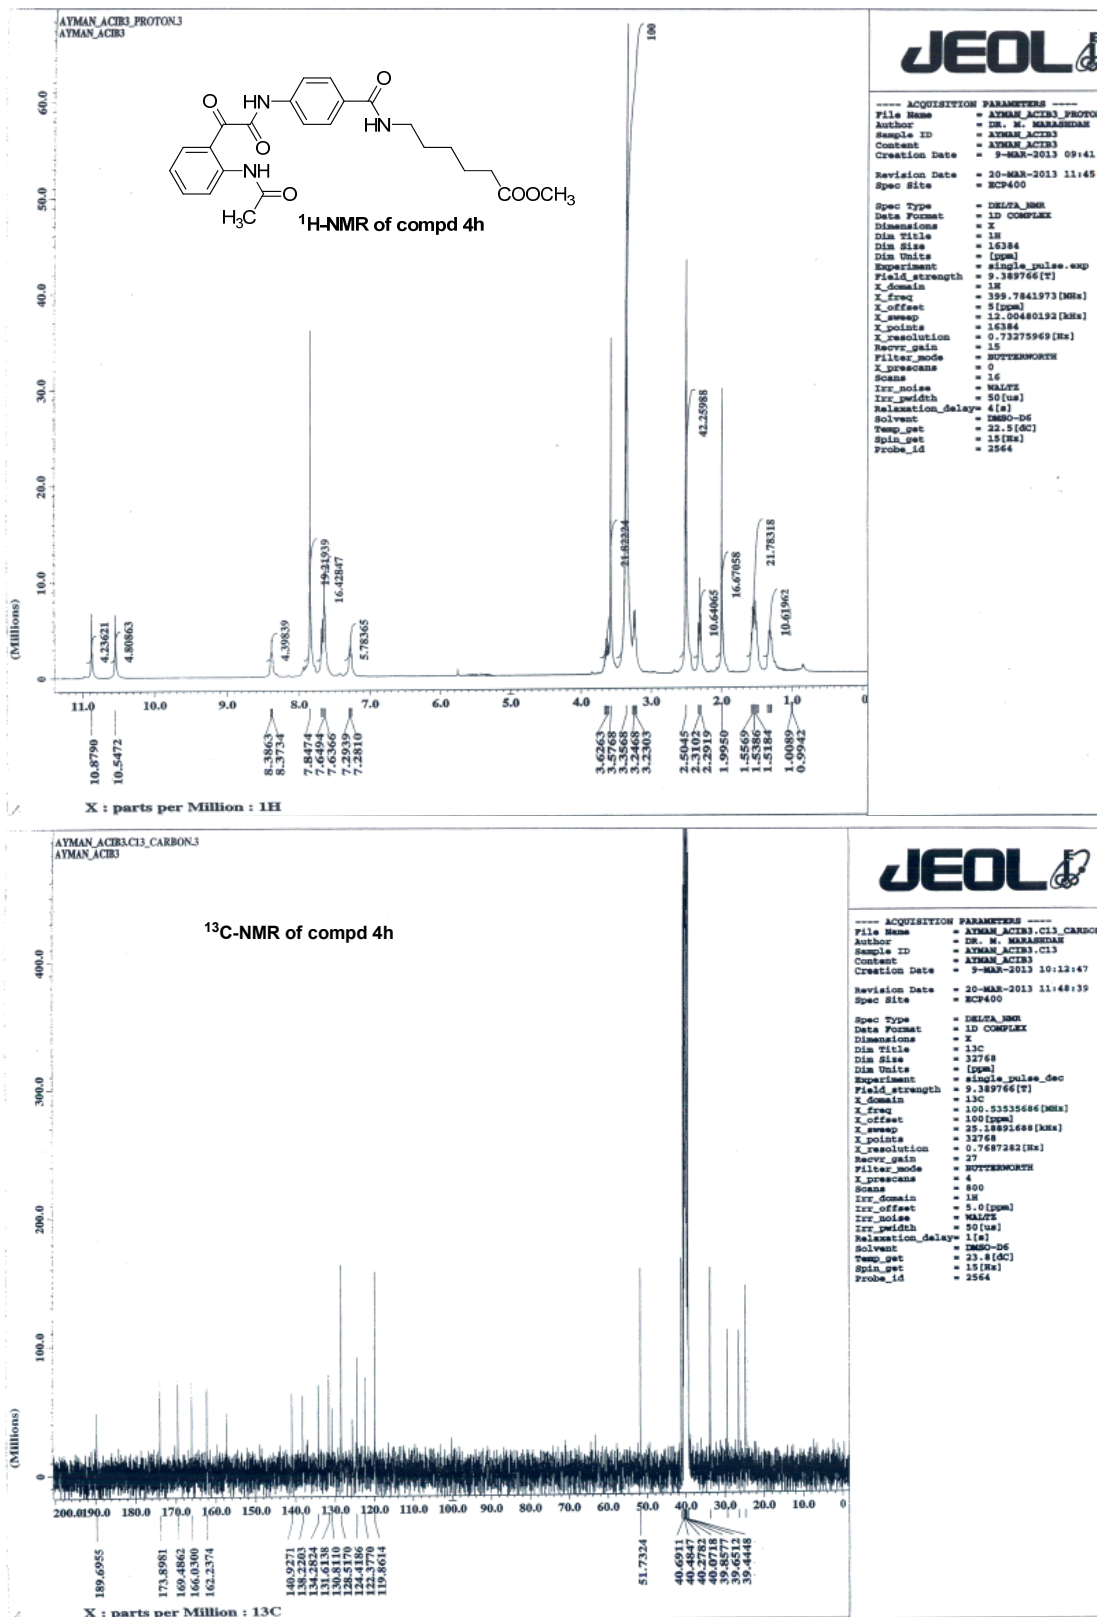 AYMAN_ACIB3_PROTON.3
AYMAN_ACIB3
JEOL
---- ACQUISITION PARAMETERS ----
File Name = AYMAN_ACIB3_PROTON
Author = DR. M. MARASHDAH
Sample ID = AYMAN_ACIB3
Content = AYMAN_ACIB3
Creation Date = 9-MAR-2013 09:41
Revision Date = 20-MAR-2013 11:45
Spec Site = ECP400
Spec Type = DELTA_NMR
Data Format = 1D COMPLEX
Dimensions = X
Dim Title = 1H
Dim Size = 16384
Dim Units = [ppm]
Experiment = single_pulse.exp
Field_strength = 9.389766[T]
X_domain = 1H
X_freq = 399.7841973[MHz]
X_offset = 5[ppm]
X_sweep = 12.00480192[kHz]
X_points = 16384
X_resolution = 0.73275969[Hz]
Recvr_gain = 15
Filter_mode = BUTTERWORTH
X_prescans = 0
Scans = 16
Irr_noise = WALTZ
Irr_pwidth = 50[us]
Relaxation_delay= 4[s]
Solvent = DMSO-D6
Temp_get = 22.5[dC]
Spin_get = 15[Hz]
Probe_id = 2564
O
HN
O
O
HN
NH
O
H3C
COOCH3
¹H-NMR of compd 4h
(Millions)
60.0
50.0
40.0
30.0
20.0
10.0
0
4.23621
4.80863
4.39839
19.21939
16.42847
5.78365
21.82224
100
42.25988
10.64065
16.67058
21.78318
10.61962
11.0 10.0 9.0 8.0 7.0 6.0 5.0 4.0 3.0 2.0 1.0 0
10.8790
10.5472
8.3863
8.3734
7.8474
7.6494
7.6366
7.2939
7.2810
3.6263
3.5768
3.3568
3.2468
3.2303
2.5045
2.3102
2.2919
1.9950
1.5569
1.5386
1.5184
1.0089
0.9942
X : parts per Million : 1H
AYMAN_ACIB3.C13_CARBON.3
AYMAN_ACIB3
¹³C-NMR of compd 4h
JEOL
---- ACQUISITION PARAMETERS ----
File Name = AYMAN_ACIB3.C13_CARBON
Author = DR. M. MARASHDAH
Sample ID = AYMAN_ACIB3.C13
Content = AYMAN_ACIB3
Creation Date = 9-MAR-2013 10:12:47
Revision Date = 20-MAR-2013 11:48:39
Spec Site = ECP400
Spec Type = DELTA_NMR
Data Format = 1D COMPLEX
Dimensions = X
Dim Title = 13C
Dim Size = 32768
Dim Units = [ppm]
Experiment = single_pulse_dec
Field_strength = 9.389766[T]
X_domain = 13C
X_freq = 100.53535686[MHz]
X_offset = 100[ppm]
X_sweep = 25.18891688[kHz]
X_points = 32768
X_resolution = 0.7687282[Hz]
Recvr_gain = 27
Filter_mode = BUTTERWORTH
X_prescans = 4
Scans = 800
Irr_domain = 1H
Irr_offset = 5.0[ppm]
Irr_noise = WALTZ
Irr_pwidth = 50[us]
Relaxation_delay= 1[s]
Solvent = DMSO-D6
Temp_get = 23.8[dC]
Spin_get = 15[Hz]
Probe_id = 2564
(Millions)
400.0
300.0
200.0
100.0
0
200.0 190.0 180.0 170.0 160.0 150.0 140.0 130.0 120.0 110.0 100.0 90.0 80.0 70.0 60.0 50.0 40.0 30.0 20.0 10.0 0
189.6955
173.8981
169.4862
166.0300
162.2374
140.9271
138.2203
134.2824
131.6138
130.8110
128.5170
124.4186
122.3770
119.8614
51.7324
40.6911
40.4847
40.2782
40.0718
39.8577
39.6512
39.4448
X : parts per Million : 13C